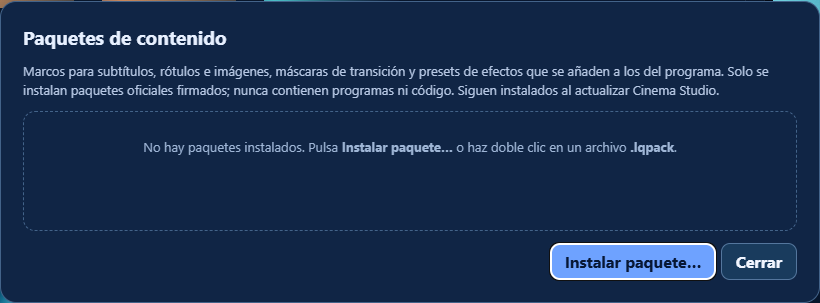 Paquetes de contenido
Marcos para subtítulos, rótulos e imágenes, máscaras de transición y presets de efectos que se añaden a los del programa. Solo se
instalan paquetes oficiales firmados; nunca contienen programas ni código. Siguen instalados al actualizar Cinema Studio.
No hay paquetes instalados. Pulsa Instalar paquete... o haz doble clic en un archivo .lqpack.
Instalar paquete...
Cerrar